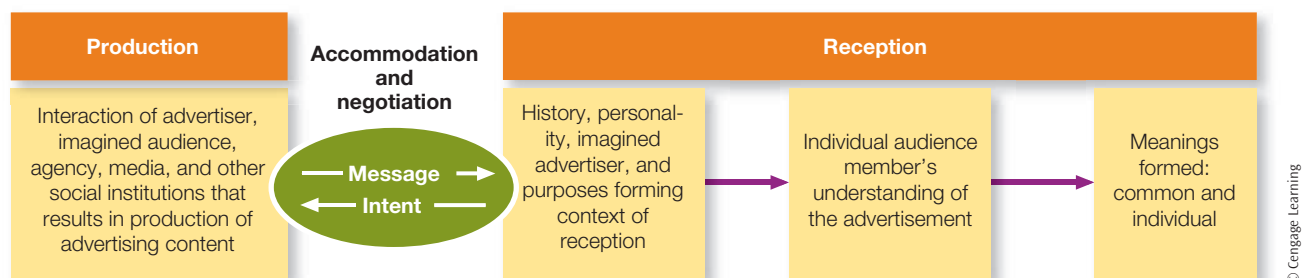 Production
Interaction of advertiser,
imagined audience,
agency, media, and other
social institutions that
results in production of
advertising content
Accommodation
and
negotiation
Message
Intent
Reception
History, personal-
ity, imagined
advertiser, and
purposes forming
context of
reception
Individual audience
member’s
understanding of
the advertisement
Meanings
formed:
common and
individual
© Cengage Learning